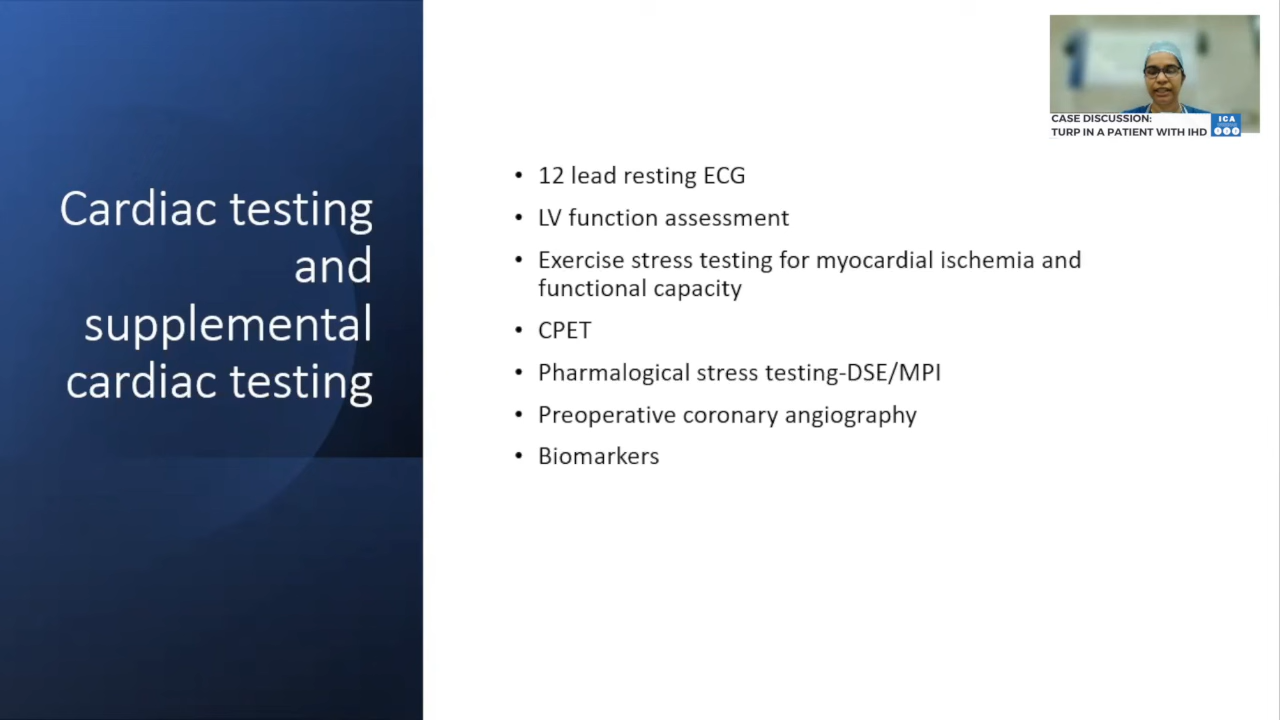 Cardiac testing
and
supplemental
cardiac testing
CASE DISCUSSION:
TURP IN A PATIENT WITH IHD
ICA
• 12 lead resting ECG
• LV function assessment
• Exercise stress testing for myocardial ischemia and
functional capacity
• CPET
• Pharmalogical stress testing-DSE/MPI
• Preoperative coronary angiography
• Biomarkers